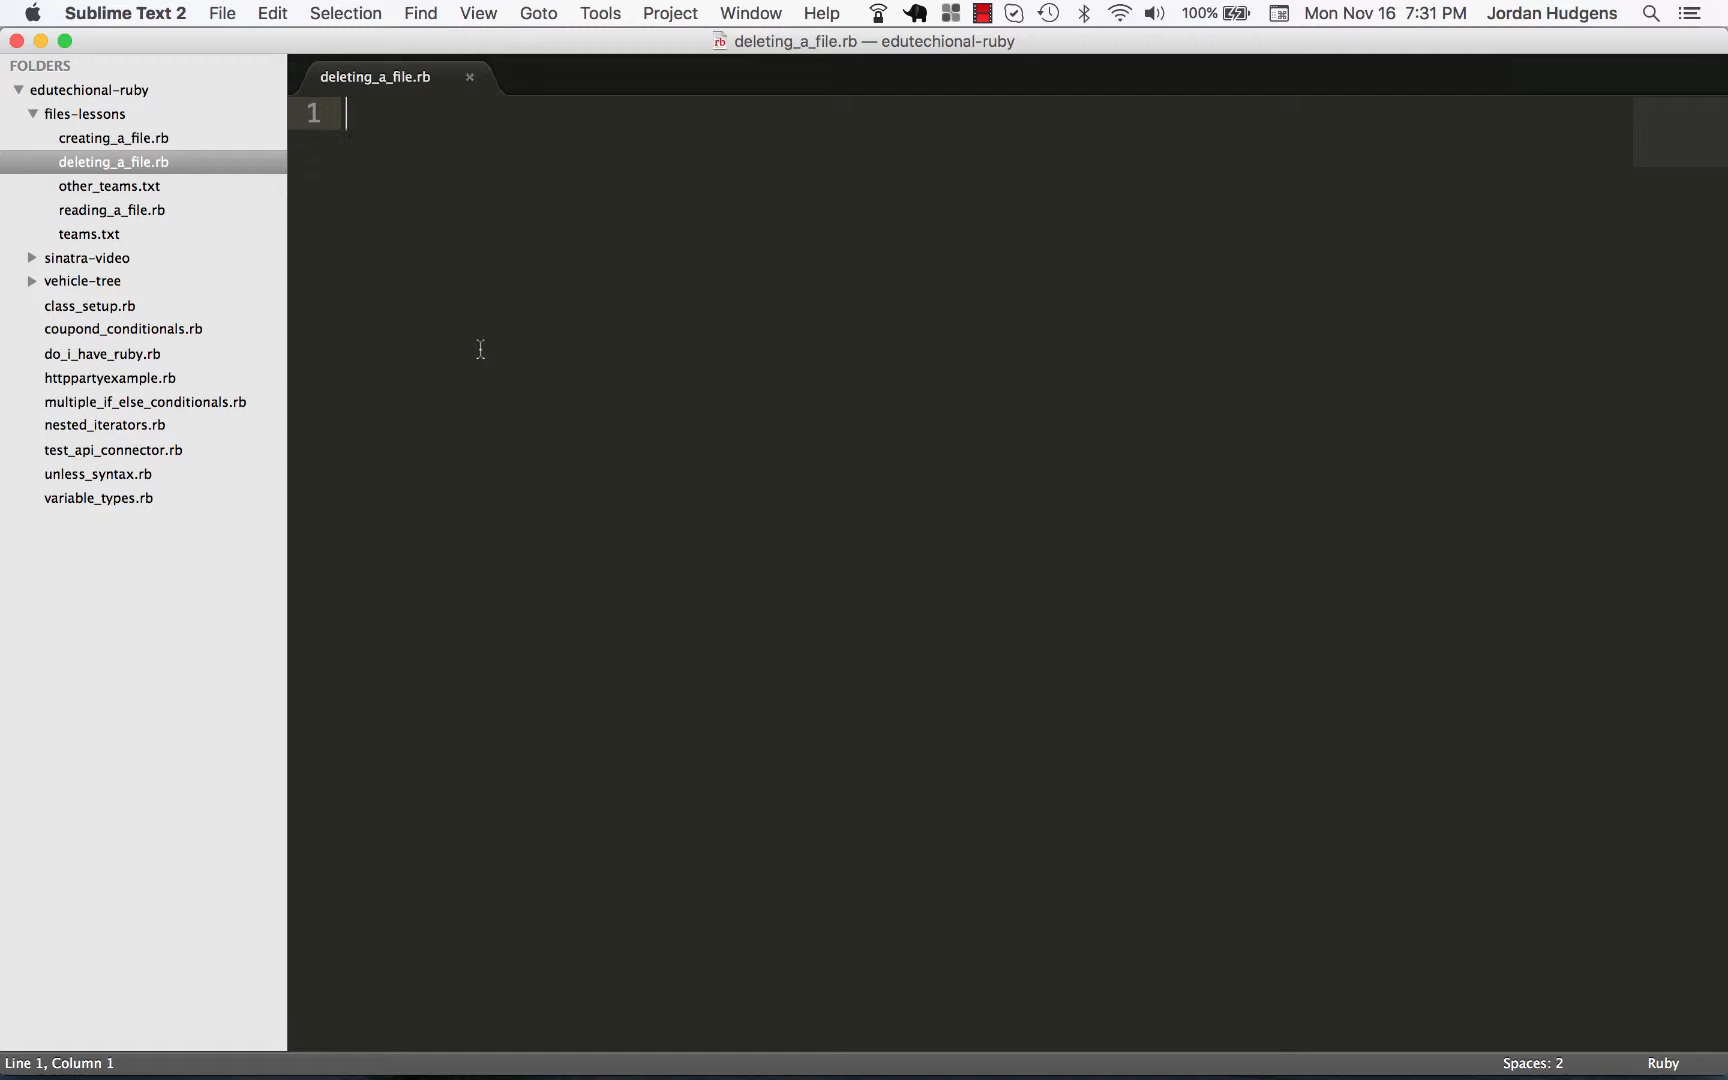 Sublime Text 2 File Edit Selection Find View Goto Tools Project Window Help 100% Mon Nov 16 7:31 PM Jordan Hudgens
deleting_a_file.rb — edutechional-ruby
FOLDERS
edutechional-ruby
files-lessons
creating_a_file.rb
deleting_a_file.rb
other_teams.txt
reading_a_file.rb
teams.txt
sinatra-video
vehicle-tree
class_setup.rb
coupond_conditionals.rb
do_i_have_ruby.rb
httppartyexample.rb
multiple_if_else_conditionals.rb
nested_iterators.rb
test_api_connector.rb
unless_syntax.rb
variable_types.rb
deleting_a_file.rb ×
1
Line 1, Column 1 Spaces: 2 Ruby